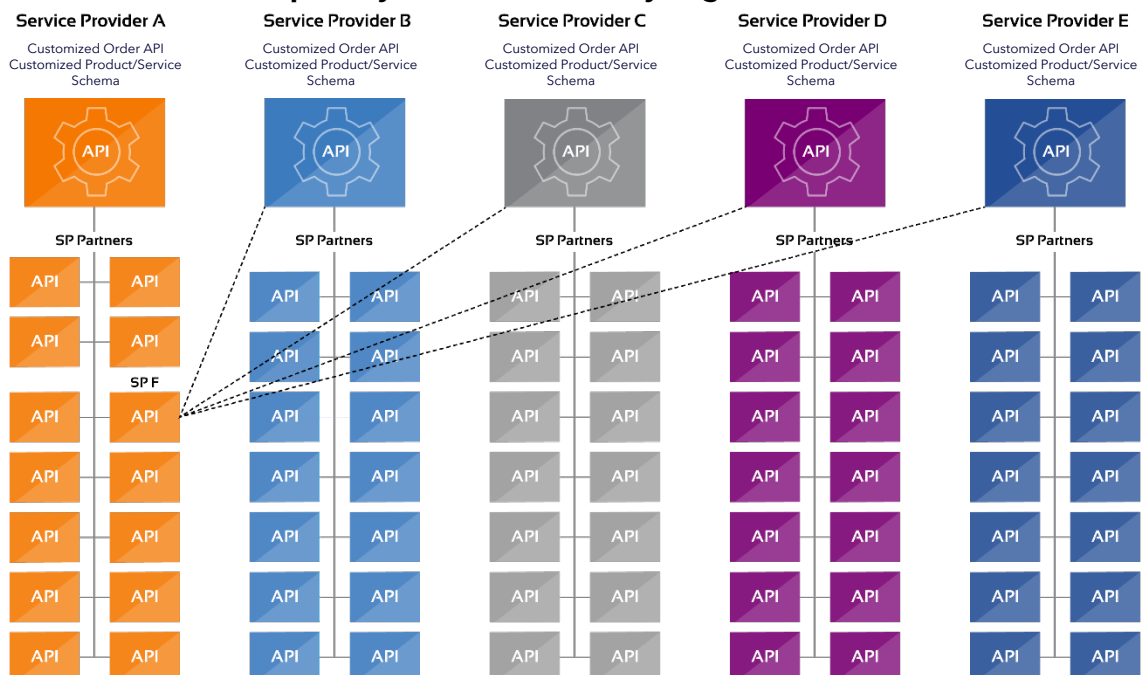 Service Provider A
Customized Order API
Customized Product/Service
Schema
API
SP Partners
API API
API API
SP F
API API
API API
API API
API API
API API
Service Provider B
Customized Order API
Customized Product/Service
Schema
API
SP Partners
API API
API API
API API
API API
API API
API API
API API
Service Provider C
Customized Order API
Customized Product/Service
Schema
API
SP Partners
API API
API API
API API
API API
API API
API API
API API
Service Provider D
Customized Order API
Customized Product/Service
Schema
API
SP Partners
API API
API API
API API
API API
API API
API API
API API
Service Provider E
Customized Order API
Customized Product/Service
Schema
API
SP Partners
API API
API API
API API
API API
API API
API API
API API